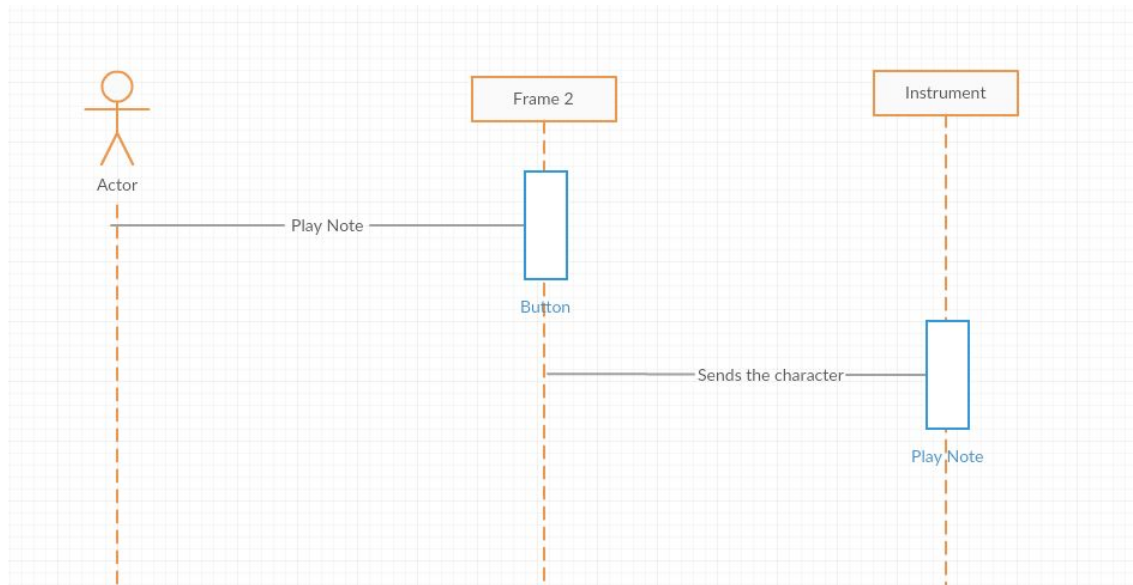 Frame 2
Instrument
Actor
Play Note
Button
Sends the character
Play Note